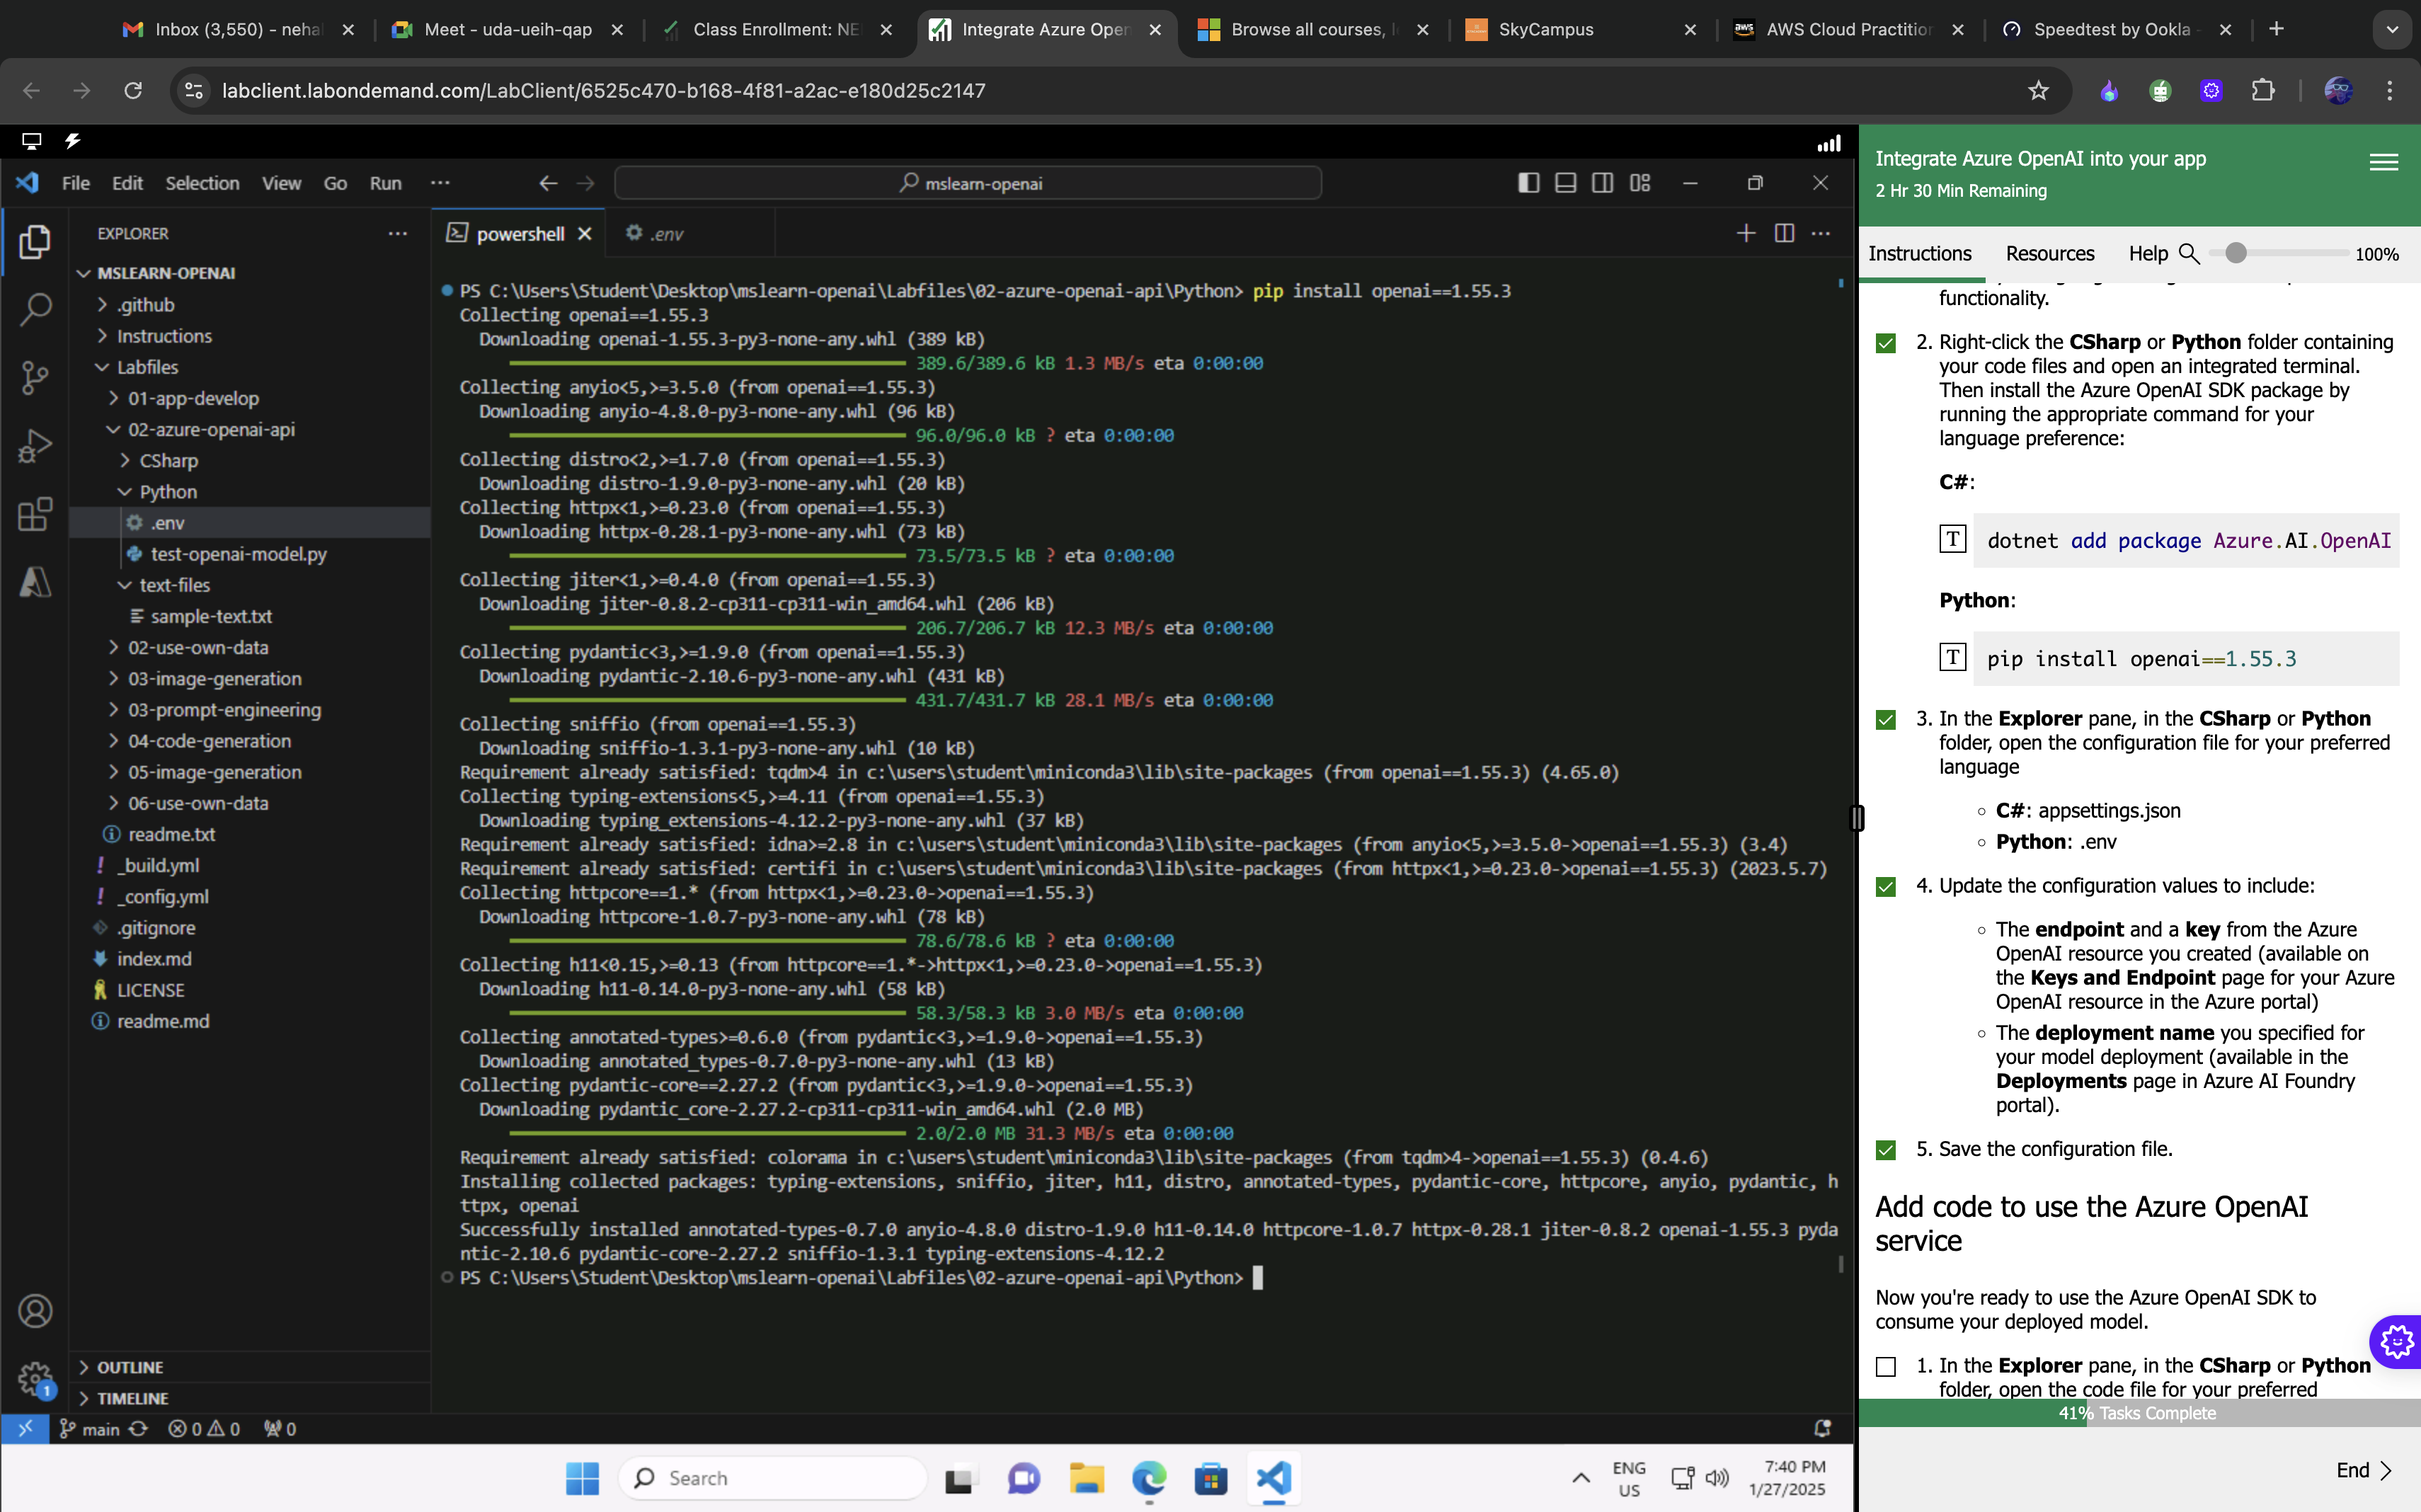 Inbox (3,550) - neha
Meet - uda-ueih-qap
Class Enrollment: NE
Integrate Azure Open
Browse all courses, l
SkyCampus
aws
AWS Cloud Practition
Speedtest by Ookla -
labclient.labondemand.com/LabClient/6525c470-b168-4f81-a2ac-e180d25c2147
File Edit Selection View Go Run ···
mslearn-openai
EXPLORER
MSLEARN-OPENAI
.github
Instructions
Labfiles
01-app-develop
02-azure-openai-api
CSharp
Python
.env
test-openai-model.py
text-files
sample-text.txt
02-use-own-data
03-image-generation
03-prompt-engineering
04-code-generation
05-image-generation
06-use-own-data
readme.txt
_build.yml
_config.yml
.gitignore
index.md
LICENSE
readme.md
OUTLINE
TIMELINE
powershell
.env
PS C:\Users\Student\Desktop\mslearn-openai\Labfiles\02-azure-openai-api\Python> pip install openai==1.55.3
Collecting openai==1.55.3
Downloading openai-1.55.3-py3-none-any.whl (389 kB)
389.6/389.6 kB 1.3 MB/s eta 0:00:00
Collecting anyio<5,>=3.5.0 (from openai==1.55.3)
Downloading anyio-4.8.0-py3-none-any.whl (96 kB)
96.0/96.0 kB ? eta 0:00:00
Collecting distro<2,>=1.7.0 (from openai==1.55.3)
Downloading distro-1.9.0-py3-none-any.whl (20 kB)
Collecting httpx<1,>=0.23.0 (from openai==1.55.3)
Downloading httpx-0.28.1-py3-none-any.whl (73 kB)
73.5/73.5 kB ? eta 0:00:00
Collecting jiter<1,>=0.4.0 (from openai==1.55.3)
Downloading jiter-0.8.2-cp311-cp311-win_amd64.whl (206 kB)
206.7/206.7 kB 12.3 MB/s eta 0:00:00
Collecting pydantic<3,>=1.9.0 (from openai==1.55.3)
Downloading pydantic-2.10.6-py3-none-any.whl (431 kB)
431.7/431.7 kB 28.1 MB/s eta 0:00:00
Collecting sniffio (from openai==1.55.3)
Downloading sniffio-1.3.1-py3-none-any.whl (10 kB)
Requirement already satisfied: tqdm>4 in c:\users\student\miniconda3\lib\site-packages (from openai==1.55.3) (4.65.0)
Collecting typing-extensions<5,>=4.11 (from openai==1.55.3)
Downloading typing_extensions-4.12.2-py3-none-any.whl (37 kB)
Requirement already satisfied: idna>=2.8 in c:\users\student\miniconda3\lib\site-packages (from anyio<5,>=3.5.0->openai==1.55.3) (3.4)
Requirement already satisfied: certifi in c:\users\student\miniconda3\lib\site-packages (from httpx<1,>=0.23.0->openai==1.55.3) (2023.5.7)
Collecting httpcore==1.* (from httpx<1,>=0.23.0->openai==1.55.3)
Downloading httpcore-1.0.7-py3-none-any.whl (78 kB)
78.6/78.6 kB ? eta 0:00:00
Collecting h11<0.15,>=0.13 (from httpcore==1.*->httpx<1,>=0.23.0->openai==1.55.3)
Downloading h11-0.14.0-py3-none-any.whl (58 kB)
58.3/58.3 kB 3.0 MB/s eta 0:00:00
Collecting annotated-types>=0.6.0 (from pydantic<3,>=1.9.0->openai==1.55.3)
Downloading annotated_types-0.7.0-py3-none-any.whl (13 kB)
Collecting pydantic-core==2.27.2 (from pydantic<3,>=1.9.0->openai==1.55.3)
Downloading pydantic_core-2.27.2-cp311-cp311-win_amd64.whl (2.0 MB)
2.0/2.0 MB 31.3 MB/s eta 0:00:00
Requirement already satisfied: colorama in c:\users\student\miniconda3\lib\site-packages (from tqdm>4->openai==1.55.3) (0.4.6)
Installing collected packages: typing-extensions, sniffio, jiter, h11, distro, annotated-types, pydantic-core, httpcore, anyio, pydantic, h
ttpx, openai
Successfully installed annotated-types-0.7.0 anyio-4.8.0 distro-1.9.0 h11-0.14.0 httpcore-1.0.7 httpx-0.28.1 jiter-0.8.2 openai-1.55.3 pyda
ntic-2.10.6 pydantic-core-2.27.2 sniffio-1.3.1 typing-extensions-4.12.2
PS C:\Users\Student\Desktop\mslearn-openai\Labfiles\02-azure-openai-api\Python>
1
main 0 0 0
Search
ENG
US
7:40 PM
1/27/2025
Integrate Azure OpenAI into your app
2 Hr 30 Min Remaining
Instructions Resources Help 100%
functionality.
2. Right-click the CSharp or Python folder containing
your code files and open an integrated terminal.
Then install the Azure OpenAI SDK package by
running the appropriate command for your
language preference:
C#:
T dotnet add package Azure.AI.OpenAI
Python:
T pip install openai==1.55.3
3. In the Explorer pane, in the CSharp or Python
folder, open the configuration file for your preferred
language
C#: appsettings.json
Python: .env
4. Update the configuration values to include:
The endpoint and a key from the Azure
OpenAI resource you created (available on
the Keys and Endpoint page for your Azure
OpenAI resource in the Azure portal)
The deployment name you specified for
your model deployment (available in the
Deployments page in Azure AI Foundry
portal).
5. Save the configuration file.
Add code to use the Azure OpenAI
service
Now you're ready to use the Azure OpenAI SDK to
consume your deployed model.
1. In the Explorer pane, in the CSharp or Python
folder, open the code file for your preferred
41% Tasks Complete
End